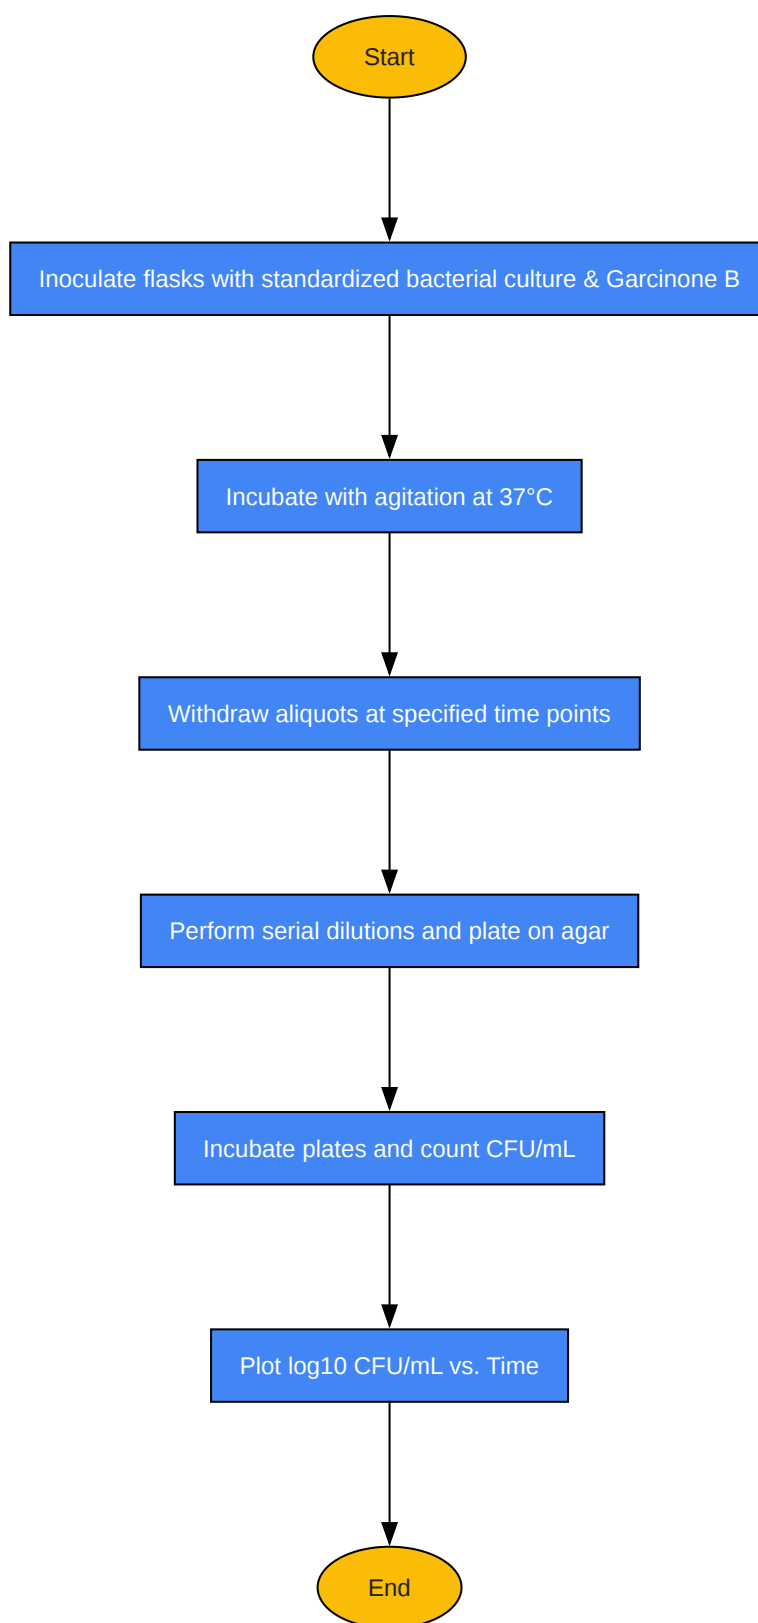 Start
Inoculate flasks with standardized bacterial culture & Garcinone B
Incubate with agitation at 37°C
Withdraw aliquots at specified time points
Perform serial dilutions and plate on agar
Incubate plates and count CFU/mL
Plot log10 CFU/mL vs. Time
End